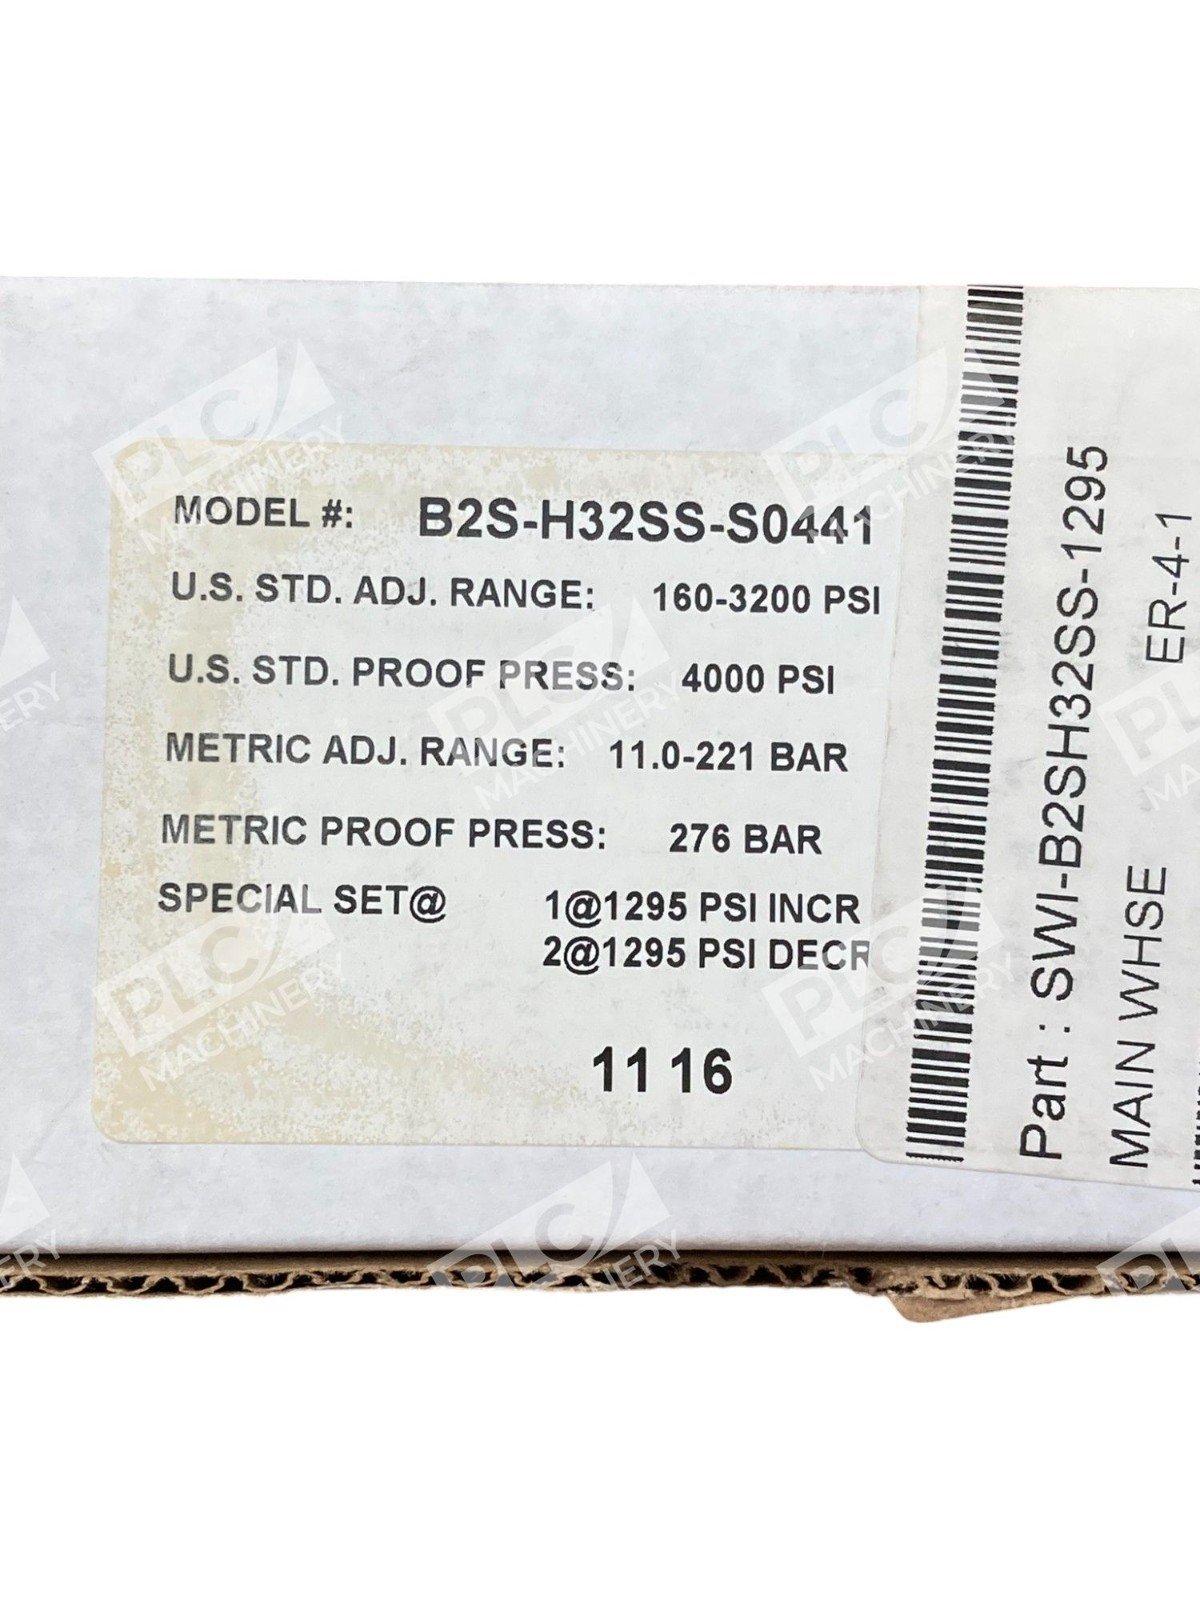 MODEL #: B2S-H32SS-S0441
U.S. STD. ADJ. RANGE: 160-3200 PSI
U.S. STD. PROOF PRESS: 4000 PSI
METRIC ADJ. RANGE: 11.0-221 BAR
METRIC PROOF PRESS: 276 BAR
SPECIAL SET@ 1@1295 PSI INCR
2@1295 PSI DECR
11 16
Part : SWI-B2SH32SS-1295
MAIN WHSE ER-4-1
PLC MACHINERY